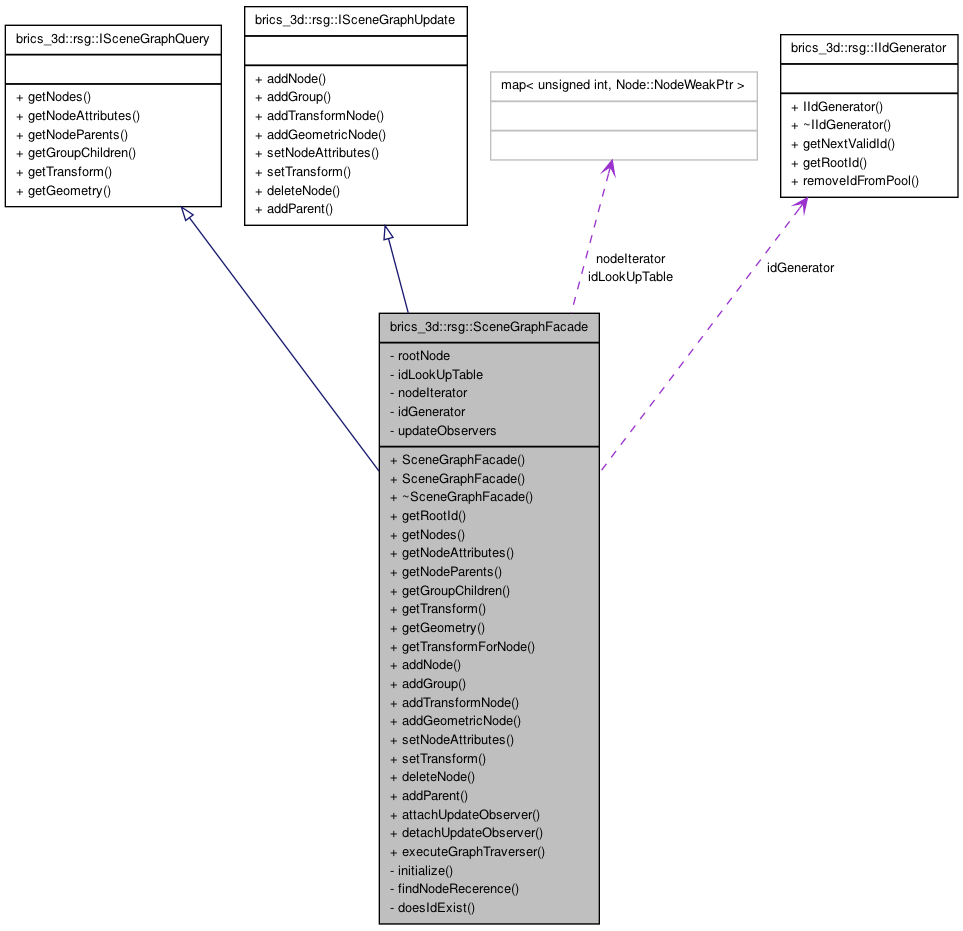 brics_3d::rsg::ISceneGraphQuery
+ getNodes()
+ getNodeAttributes()
+ getNodeParents()
+ getGroupChildren()
+ getTransform()
+ getGeometry()
brics_3d::rsg::ISceneGraphUpdate
+ addNode()
+ addGroup()
+ addTransformNode()
+ addGeometricNode()
+ setNodeAttributes()
+ setTransform()
+ deleteNode()
+ addParent()
map< unsigned int, Node::NodeWeakPtr >
brics_3d::rsg::IIdGenerator
+ IIdGenerator()
+ ~IIdGenerator()
+ getNextValidId()
+ getRootId()
+ removeIdFromPool()
nodeIterator
idLookUpTable
idGenerator
brics_3d::rsg::SceneGraphFacade
- rootNode
- idLookUpTable
- nodeIterator
- idGenerator
- updateObservers
+ SceneGraphFacade()
+ SceneGraphFacade()
+ ~SceneGraphFacade()
+ getRootId()
+ getNodes()
+ getNodeAttributes()
+ getNodeParents()
+ getGroupChildren()
+ getTransform()
+ getGeometry()
+ getTransformForNode()
+ addNode()
+ addGroup()
+ addTransformNode()
+ addGeometricNode()
+ setNodeAttributes()
+ setTransform()
+ deleteNode()
+ addParent()
+ attachUpdateObserver()
+ detachUpdateObserver()
+ executeGraphTraverser()
- initialize()
- findNodeRecerence()
- doesIdExist()